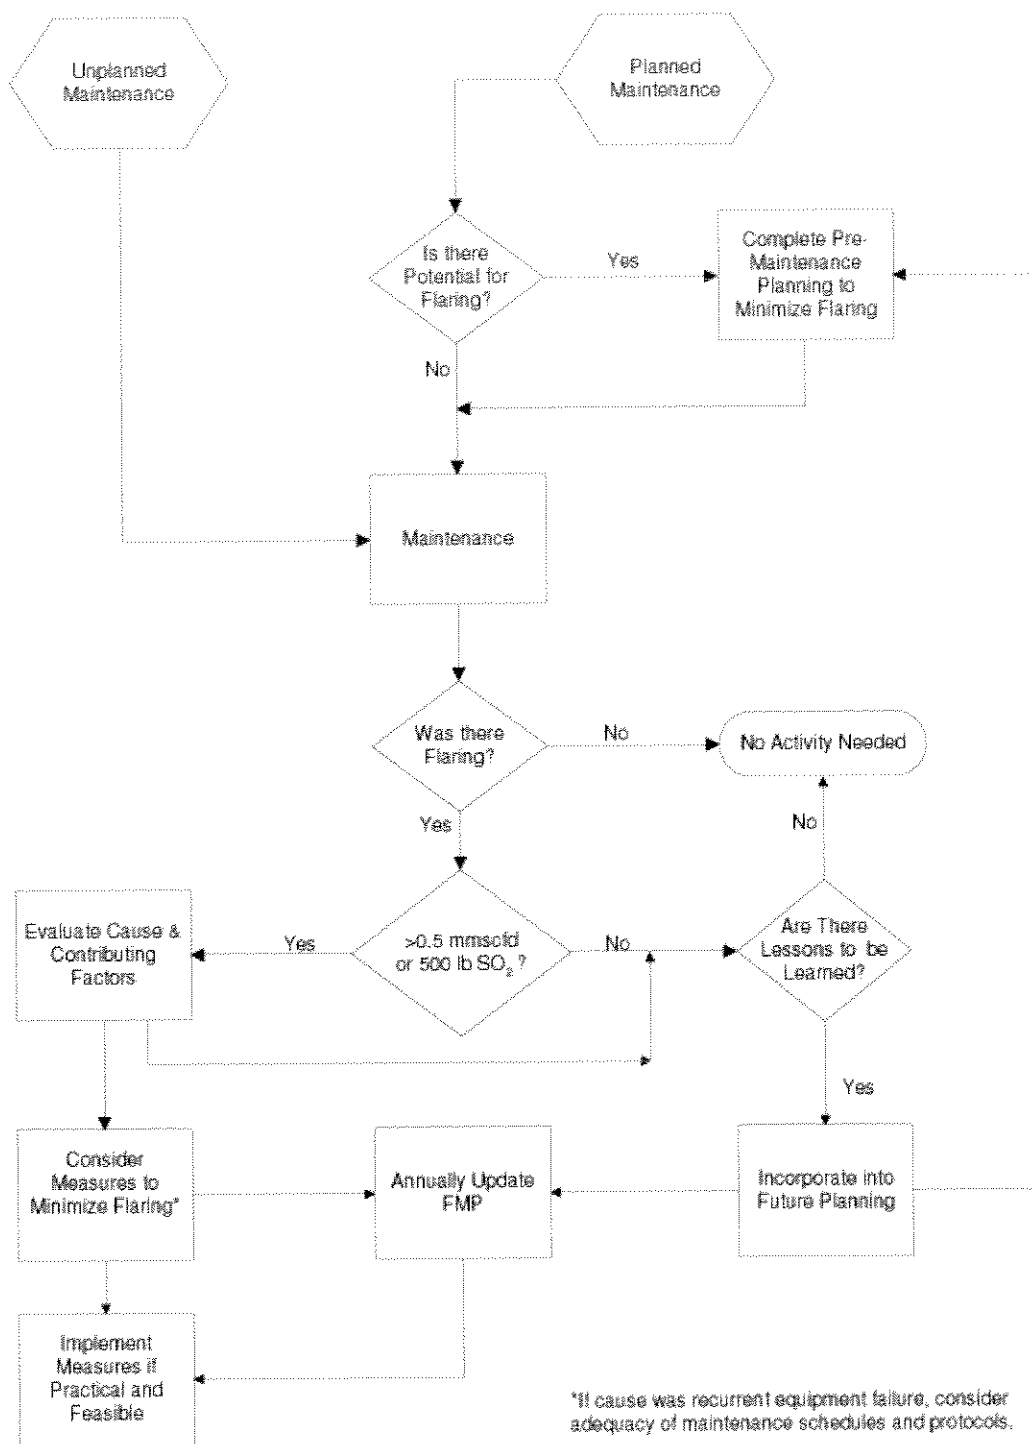 Unplanned
Maintenance
Planned
Maintenance
Is there
Potential for
Flaring?
Yes
Complete Pre-
Maintenance
Planning to
Minimize Flaring
No
Maintenance
Was there
Flaring?
No
No Activity Needed
Yes
No
Evaluate Cause &
Contributing
Factors
Yes
>0.5 mmscfd
or 500 lb SO₂ ?
No
Are There
Lessons to be
Learned?
Yes
Consider
Measures to
Minimize Flaring*
Annually Update
FMP
Incorporate into
Future Planning
Implement
Measures if
Practical and
Feasible
*If cause was recurrent equipment failure, consider
adequacy of maintenance schedules and protocols.